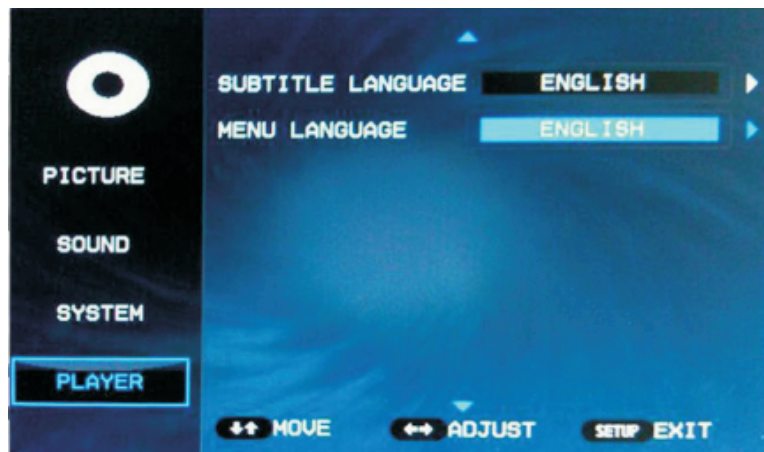 SUBTITLE LANGUAGE ENGLISH
MENU LANGUAGE ENGLISH
PICTURE
SOUND
SYSTEM
PLAYER
MOVE ADJUST SETUP EXIT